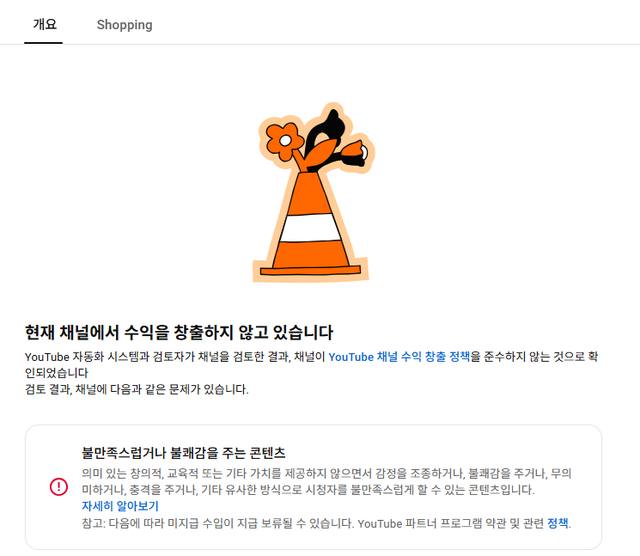 개요
Shopping
현재 채널에서 수익을 창출하지 않고 있습니다
YouTube 자동화 시스템과 검토자가 채널을 검토한 결과, 채널이 YouTube 채널 수익 창출 정책을 준수하지 않는 것으로 확
인되었습니다
검토 결과, 채널에 다음과 같은 문제가 있습니다.
불만족스럽거나 불쾌감을 주는 콘텐츠
의미 있는 창의적, 교육적 또는 기타 가치를 제공하지 않으면서 감정을 조종하거나, 불쾌감을 주거나, 무의
미하거나, 충격을 주거나, 기타 유사한 방식으로 시청자를 불만족스럽게 할 수 있는 콘텐츠입니다.
자세히 알아보기
참고: 다음에 따라 미지급 수입이 지급 보류될 수 있습니다. YouTube 파트너 프로그램 약관 및 관련 정책.